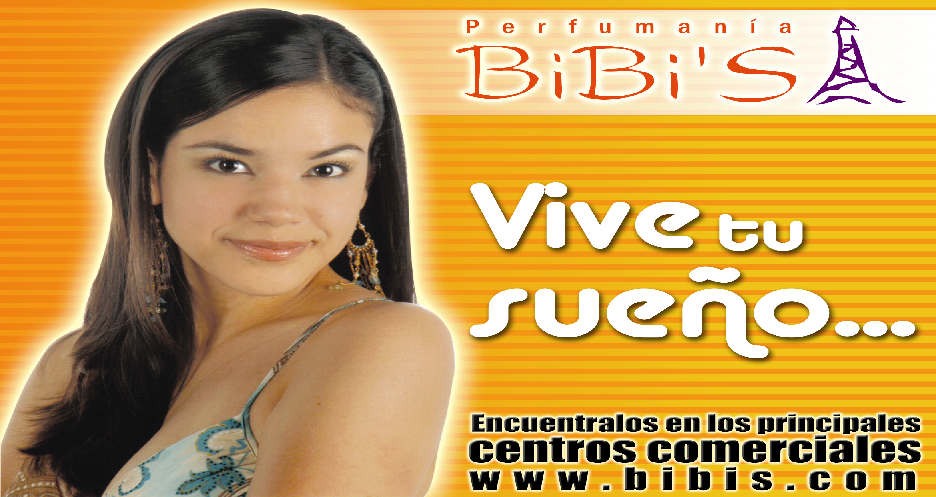 Perfumanía
BiBi'S
Vive tu
sueño...
Encuentralos en los principales
centros comerciales
www.bibis.com